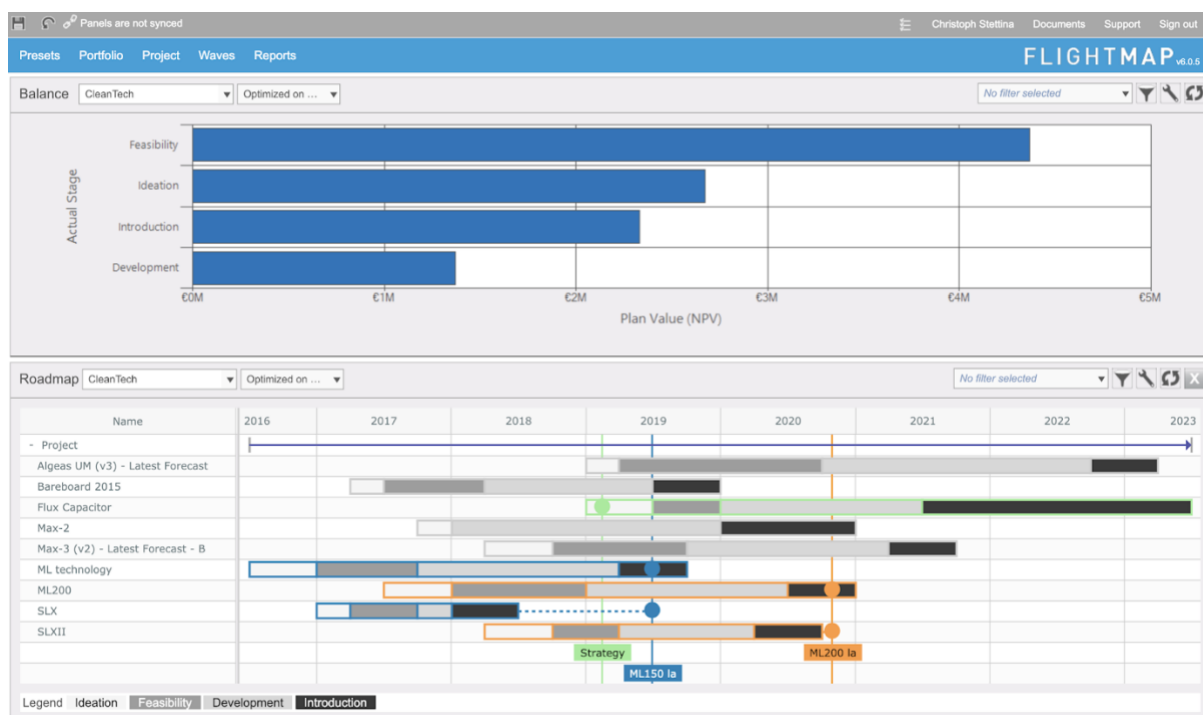 Panels are not synced Christoph Stettina Documents Support Sign out
Presets Portfolio Project Waves Reports FLIGHTMAP v6.0.5
Balance CleanTech Optimized on ... No filter selected
Actual Stage
Feasibility
Ideation
Introduction
Development
€0M €1M €2M €3M €4M €5M
Plan Value (NPV)
Roadmap CleanTech Optimized on ... No filter selected X
Name 2016 2017 2018 2019 2020 2021 2022 2023
- Project
Algeas UM (v3) - Latest Forecast
Bareboard 2015
Flux Capacitor
Max-2
Max-3 (v2) - Latest Forecast - B
ML technology
ML200
SLX
SLXII
Strategy ML200 la
ML150 la
Legend Ideation Feasibility Development Introduction